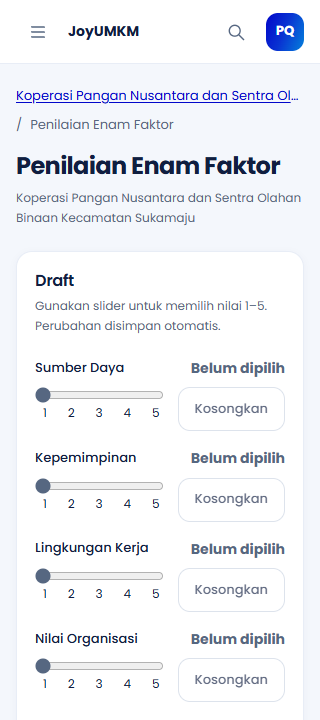 JoyUMKM
PQ
Koperasi Pangan Nusantara dan Sentra Ol...
/ Penilaian Enam Faktor
Penilaian Enam Faktor
Koperasi Pangan Nusantara dan Sentra Olahan
Binaan Kecamatan Sukamaju
Draft
Gunakan slider untuk memilih nilai 1–5.
Perubahan disimpan otomatis.
Sumber Daya
Belum dipilih
1 2 3 4 5
Kosongkan
Kepemimpinan
Belum dipilih
1 2 3 4 5
Kosongkan
Lingkungan Kerja
Belum dipilih
1 2 3 4 5
Kosongkan
Nilai Organisasi
Belum dipilih
1 2 3 4 5
Kosongkan